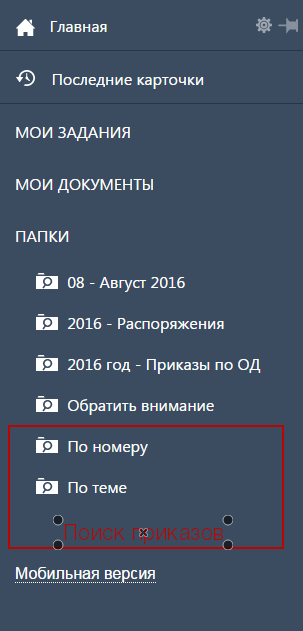 Главная
Последние карточки
МОИ ЗАДАНИЯ
МОИ ДОКУМЕНТЫ
ПАПКИ
08 - Август 2016
2016 - Распоряжения
2016 год - Приказы по ОД
Обратить внимание
По номеру
По теме
Поиск приказов
Мобильная версия